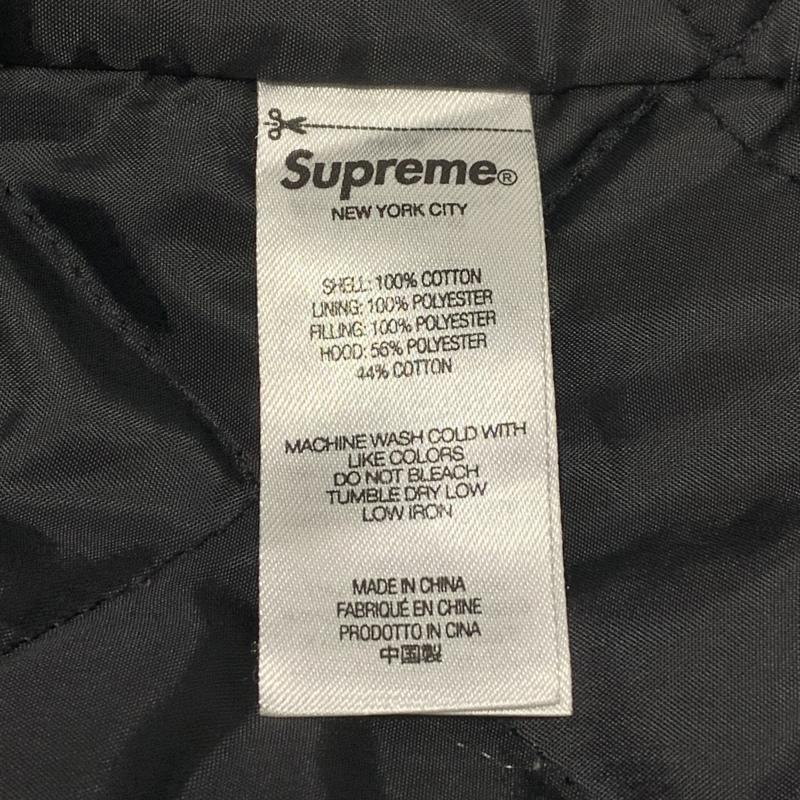 Supreme®
NEW YORK CITY
SHELL: 100% COTTON
LINING: 100% POLYESTER
FILLING: 100% POLYESTER
HOOD: 56% POLYESTER
44% COTTON
MACHINE WASH COLD WITH
LIKE COLORS
DO NOT BLEACH
TUMBLE DRY LOW
LOW IRON
MADE IN CHINA
FABRIQUÉ EN CHINE
PRODOTTO IN CINA
中国製